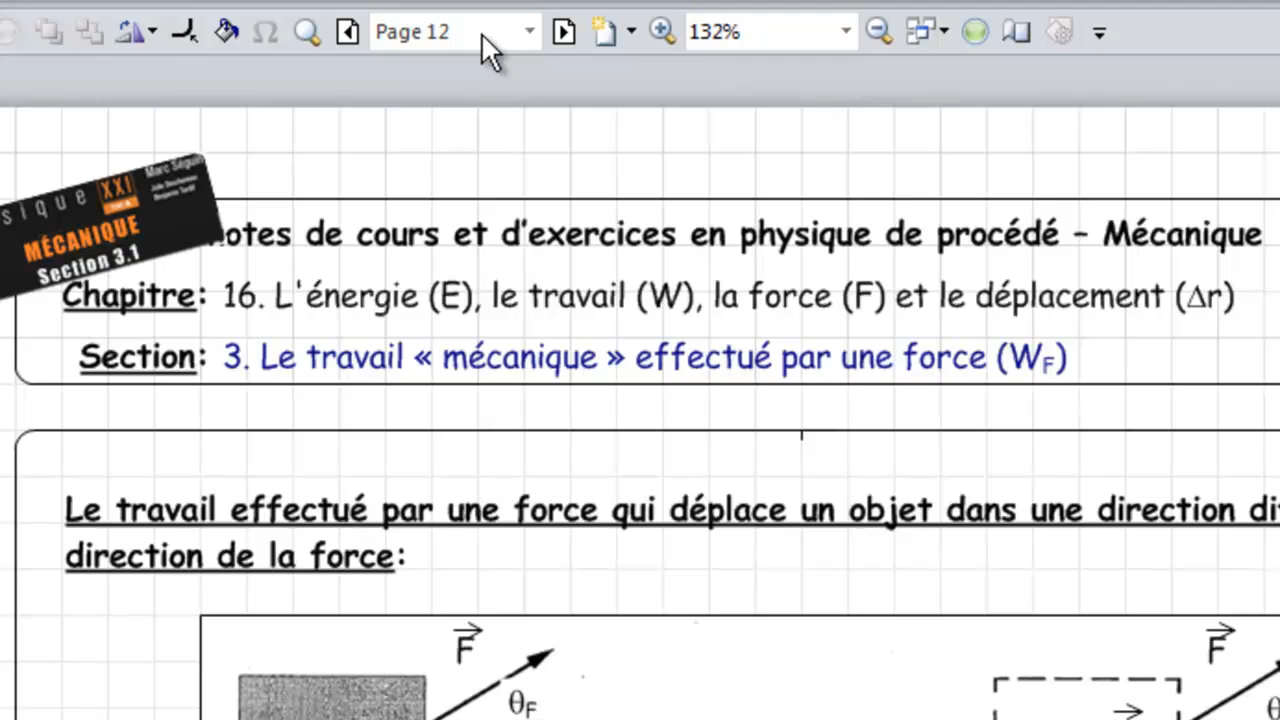 Page 12
132%
sique XXI
Marc Séguin
MÉCANIQUE
Section 3.1
notes de cours et d'exercices en physique de procédé – Mécanique
Chapitre: 16. L'énergie (E), le travail (W), la force (F) et le déplacement (Δr)
Section: 3. Le travail « mécanique » effectué par une force (WF)
Le travail effectué par une force qui déplace un objet dans une direction di
direction de la force:
F F
θF θ